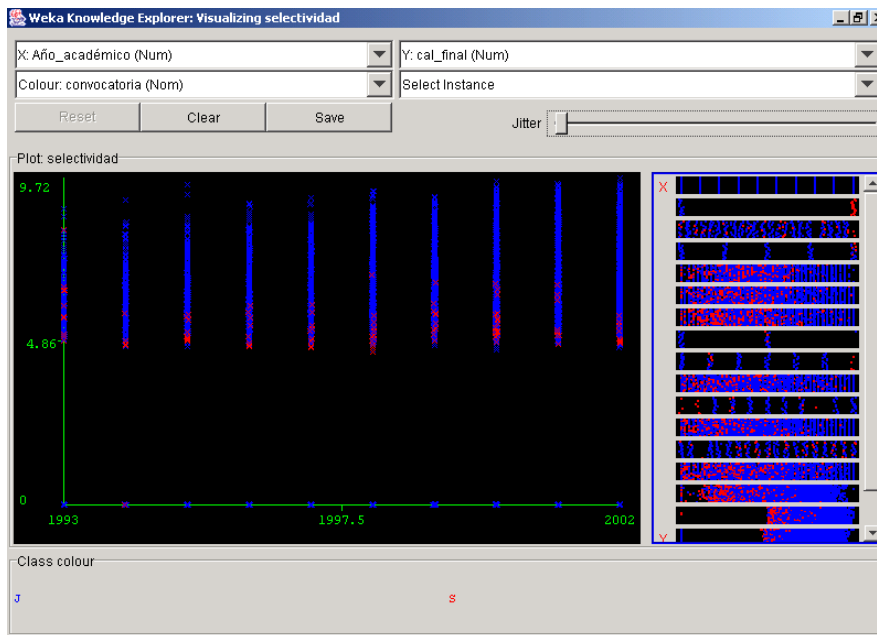 Weka Knowledge Explorer: Visualizing selectividad
X: Año_académico (Num)
Y: cal_final (Num)
Colour: convocatoria (Nom)
Select Instance
Reset
Clear
Save
Jitter
Plot: selectividad
9.72
4.86
0
1993
1997.5
2002
X
Y
Class colour
J
S